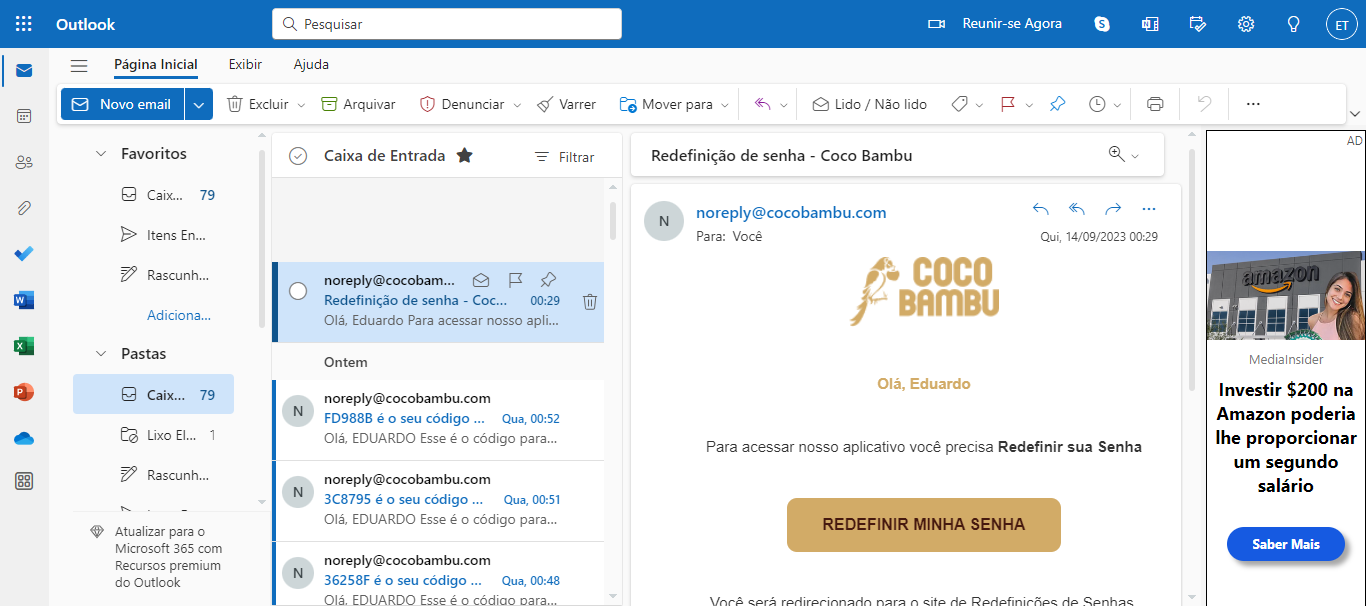 Outlook
Pesquisar
Reunir-se Agora
ET
Página Inicial
Exibir
Ajuda
Novo email
Excluir
Arquivar
Denunciar
Varrer
Mover para
Lido / Não lido
Favoritos
Caix... 79
Itens En...
Rascunh...
Adiciona...
Pastas
Caix... 79
Lixo El... 1
Rascunh...
Atualizar para o
Microsoft 365 com
Recursos premium
do Outlook
Caixa de Entrada
Filtrar
noreply@cocobam...
Redefinição de senha - Coc... 00:29
Olá, Eduardo Para acessar nosso apli...
Ontem
N
noreply@cocobambu.com
FD988B é o seu código ... Qua, 00:52
Olá, EDUARDO Esse é o código para...
N
noreply@cocobambu.com
3C8795 é o seu código ... Qua, 00:51
Olá, EDUARDO Esse é o código para...
N
noreply@cocobambu.com
36258F é o seu código ... Qua, 00:48
Olá, EDUARDO Esse é o código para...
Redefinição de senha - Coco Bambu
N
noreply@cocobambu.com
Para: Você
Qui, 14/09/2023 00:29
COCO
BAMBU
Olá, Eduardo
Para acessar nosso aplicativo você precisa Redefinir sua Senha
REDEFINIR MINHA SENHA
Você será redirecionado para o site de Redefinições de Senhas
AD
amazon
MediaInsider
Investir $200 na
Amazon poderia
lhe proporcionar
um segundo
salário
Saber Mais